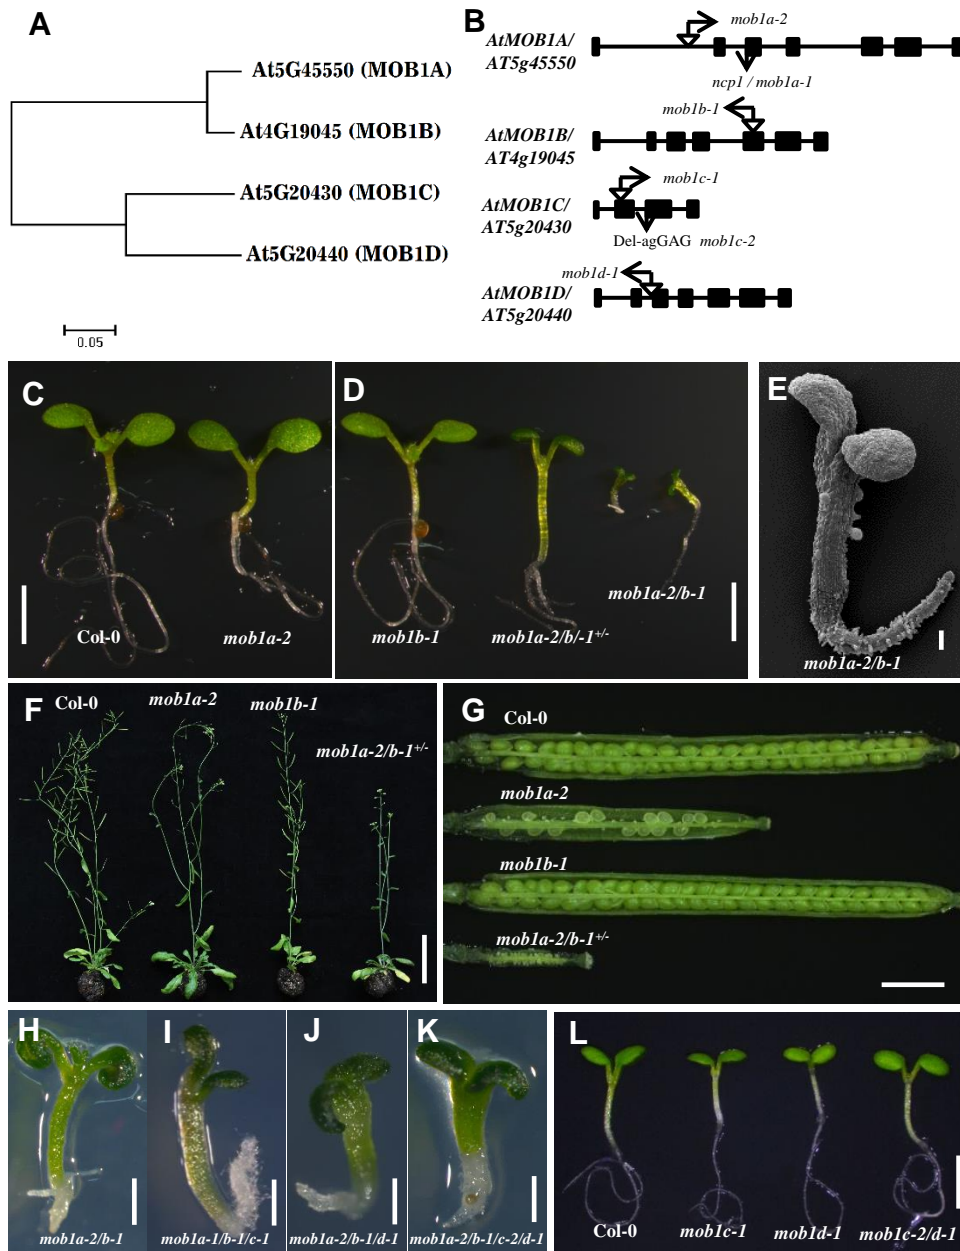 A
At5G45550 (MOB1A)
At4G19045 (MOB1B)
At5G20430 (MOB1C)
At5G20440 (MOB1D)
0.05
B
AtMOB1A/
AT5g45550
mob1a-2
ncp1 / mob1a-1
AtMOB1B/
AT4g19045
mob1b-1
AtMOB1C/
AT5g20430
mob1c-1
Del-agGAG mob1c-2
AtMOB1D/
AT5g20440
mob1d-1
C
Col-0
mob1a-2
D
mob1b-1
mob1a-2/b/-1+/-
mob1a-2/b-1
E
mob1a-2/b-1
F
Col-0
mob1a-2
mob1b-1
mob1a-2/b-1+/-
G
Col-0
mob1a-2
mob1b-1
mob1a-2/b-1+/-
H
mob1a-2/b-1
I
mob1a-1/b-1/c-1
J
mob1a-2/b-1/d-1
K
mob1a-2/b-1/c-2/d-1
L
Col-0
mob1c-1
mob1d-1
mob1c-2/d-1